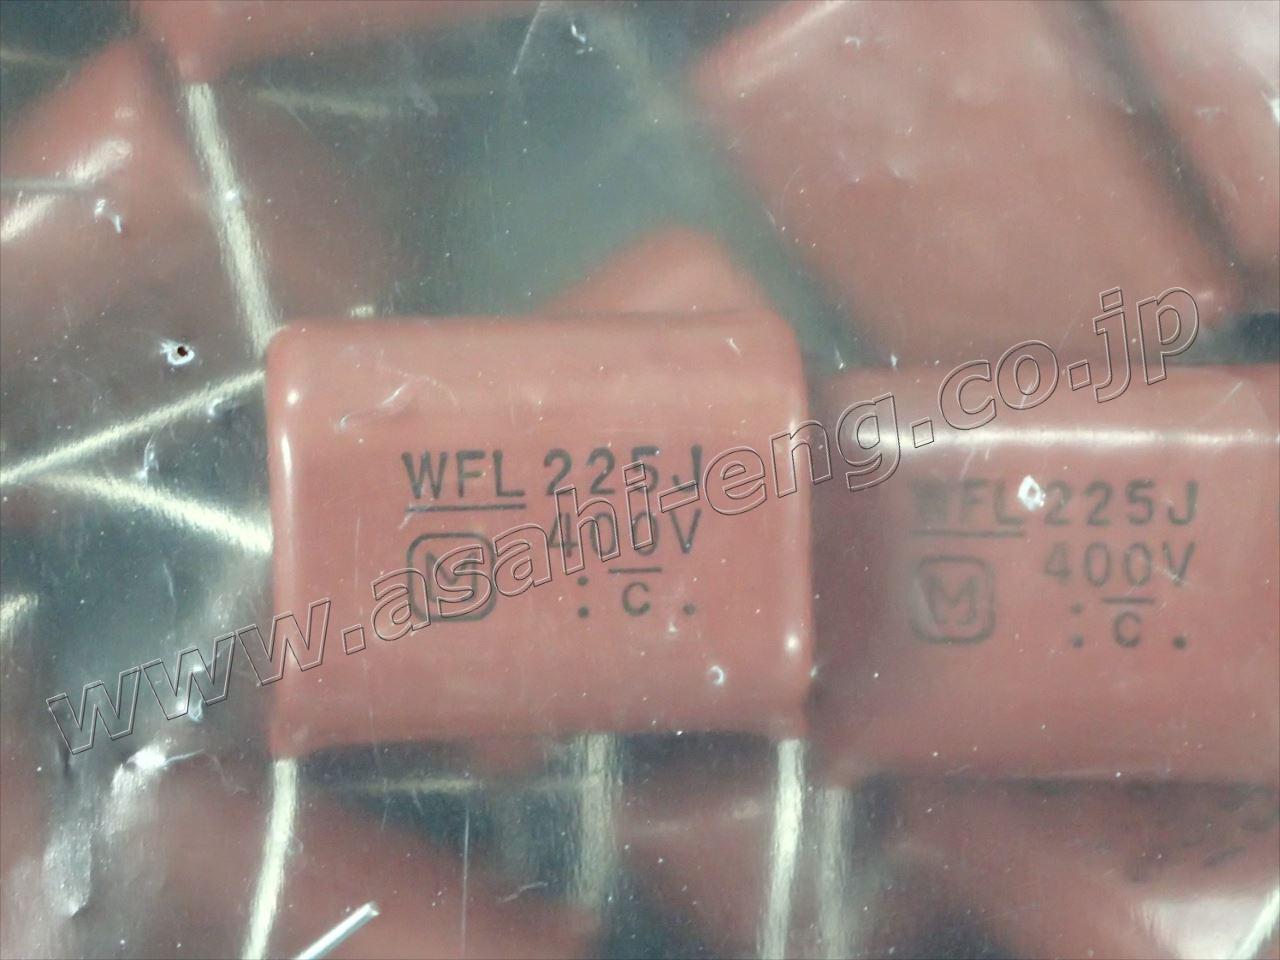 WFL 225J
400V
M
: C .
WFL 225J
400V
M
: C .
www.asahi-eng.co.jp